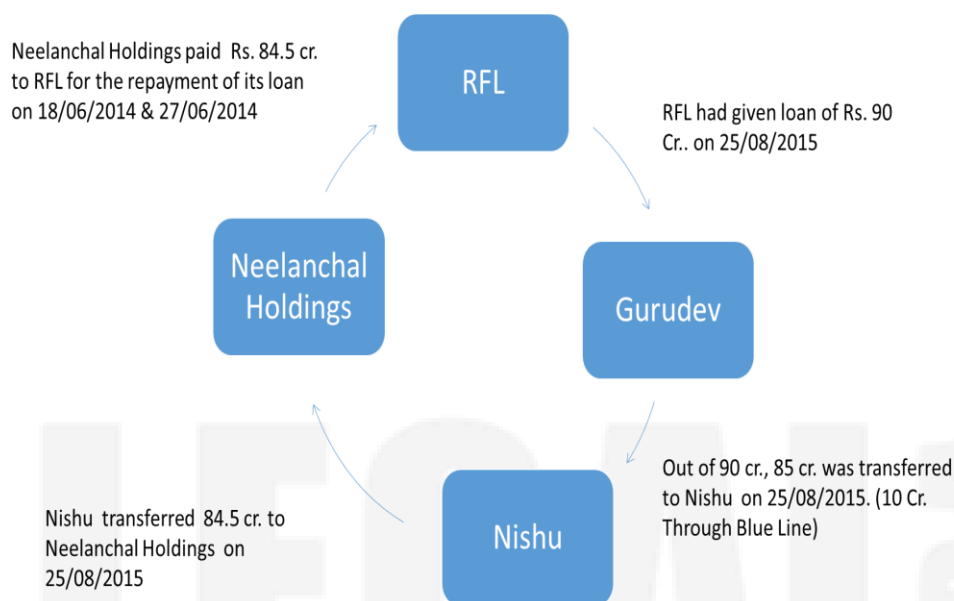 Neelanchal Holdings paid Rs. 84.5 cr.
to RFL for the repayment of its loan
on 18/06/2014 & 27/06/2014
RFL
RFL had given loan of Rs. 90
Cr.. on 25/08/2015
Neelanchal
Holdings
Gurudev
Out of 90 cr., 85 cr. was transferred
to Nishu on 25/08/2015. (10 Cr.
Through Blue Line)
Nishu
Nishu transferred 84.5 cr. to
Neelanchal Holdings on
25/08/2015